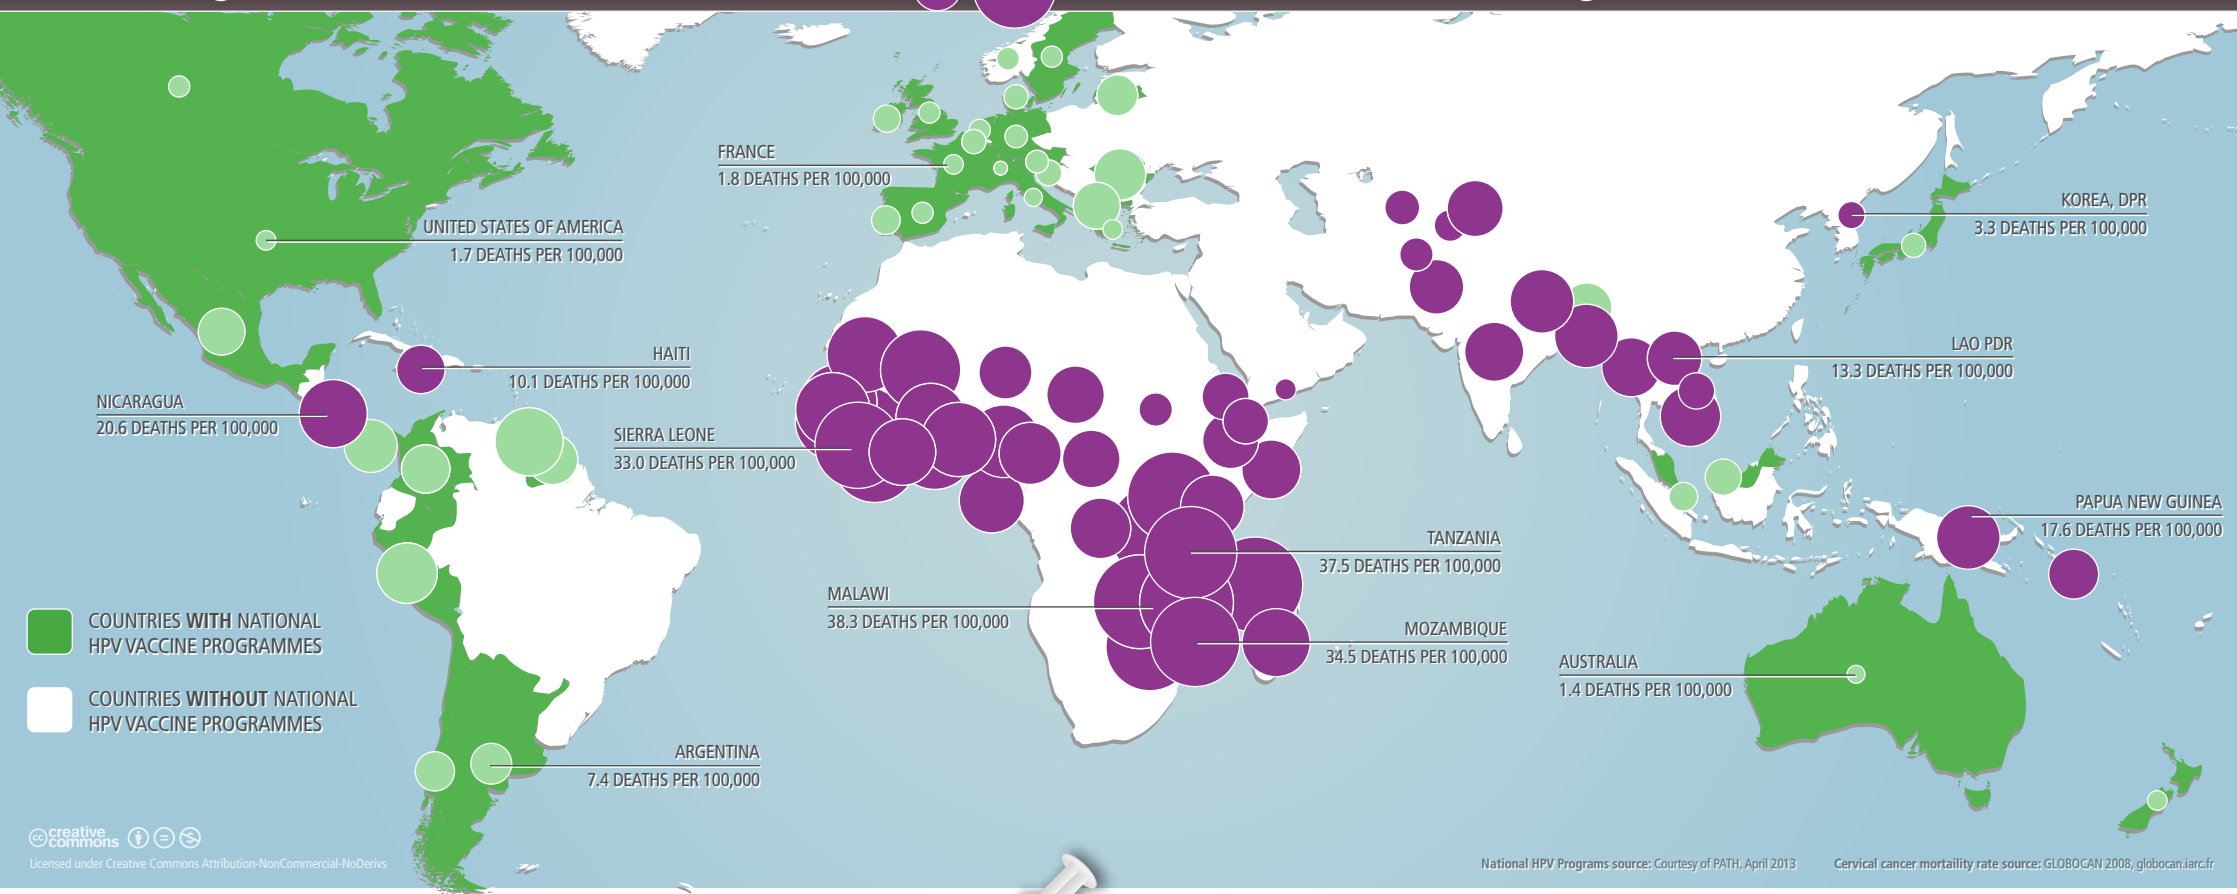 FRANCE
1.8 DEATHS PER 100,000
UNITED STATES OF AMERICA
1.7 DEATHS PER 100,000
KOREA, DPR
3.3 DEATHS PER 100,000
HAITI
10.1 DEATHS PER 100,000
LAO PDR
13.3 DEATHS PER 100,000
NICARAGUA
20.6 DEATHS PER 100,000
SIERRA LEONE
33.0 DEATHS PER 100,000
PAPUA NEW GUINEA
17.6 DEATHS PER 100,000
TANZANIA
37.5 DEATHS PER 100,000
MALAWI
38.3 DEATHS PER 100,000
MOZAMBIQUE
34.5 DEATHS PER 100,000
AUSTRALIA
1.4 DEATHS PER 100,000
ARGENTINA
7.4 DEATHS PER 100,000
COUNTRIES WITH NATIONAL
HPV VACCINE PROGRAMMES
COUNTRIES WITHOUT NATIONAL
HPV VACCINE PROGRAMMES
cc creative
commons
Licensed under Creative Commons Attribution-NonCommercial-NoDerivs
National HPV Programs source: Courtesy of PATH, April 2013
Cervical cancer mortaility rate source: GLOBOCAN 2008, globocan.iarc.fr